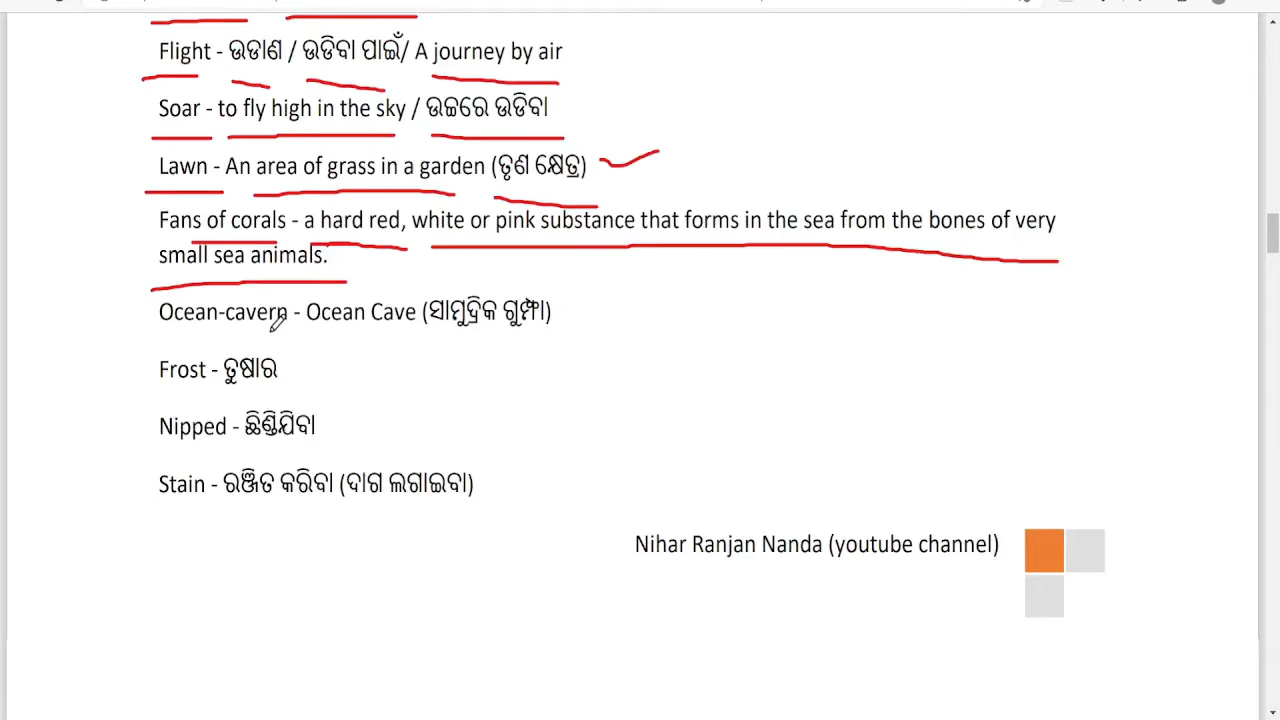 Flight - ଉଡାଣ / ଉଡିବା ପାଇଁ/ A journey by air
Soar - to fly high in the sky / ଉଚ୍ଚରେ ଉଡିବା
Lawn - An area of grass in a garden (ତୃଣ କ୍ଷେତ୍ର)
Fans of corals - a hard red, white or pink substance that forms in the sea from the bones of very
small sea animals.
Ocean-cavern - Ocean Cave (ସାମୁଦ୍ରିକ ଗୁମ୍ଫା)
Frost - ତୁଷାର
Nipped - ଛିଣ୍ଡିଯିବା
Stain - ରଞ୍ଜିତ କରିବା (ଦାଗ ଲଗାଇବା)
Nihar Ranjan Nanda (youtube channel)